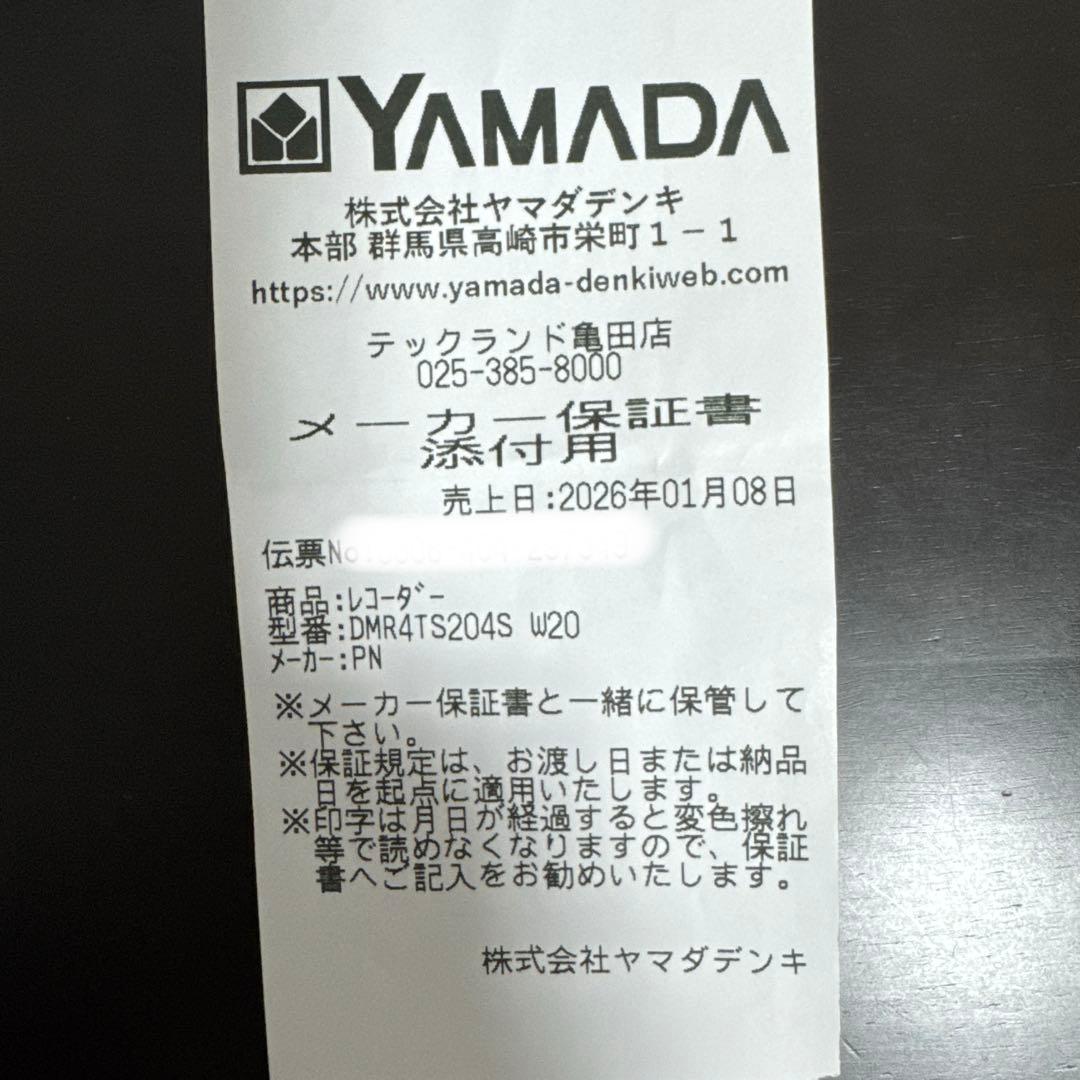 YAMADA
株式会社ヤマダデンキ
本部 群馬県高崎市栄町1-1
https://www.yamada-denkiweb.com
テックランド亀田店
025-385-8000
メーカー保証書
添付用
売上日:2026年01月08日
伝票No
商品:ﾚｺｰﾀﾞｰ
型番:DMR4TS204S W20
ﾒｰｶｰ:PN
※メーカー保証書と一緒に保管して
下さい。
※保証規定は、お渡し日または納品
日を起点に適用いたします。
※印字は月日が経過すると変色擦れ
等で読めなくなりますので、保証
書へご記入をお勧めいたします。
株式会社ヤマダデンキ